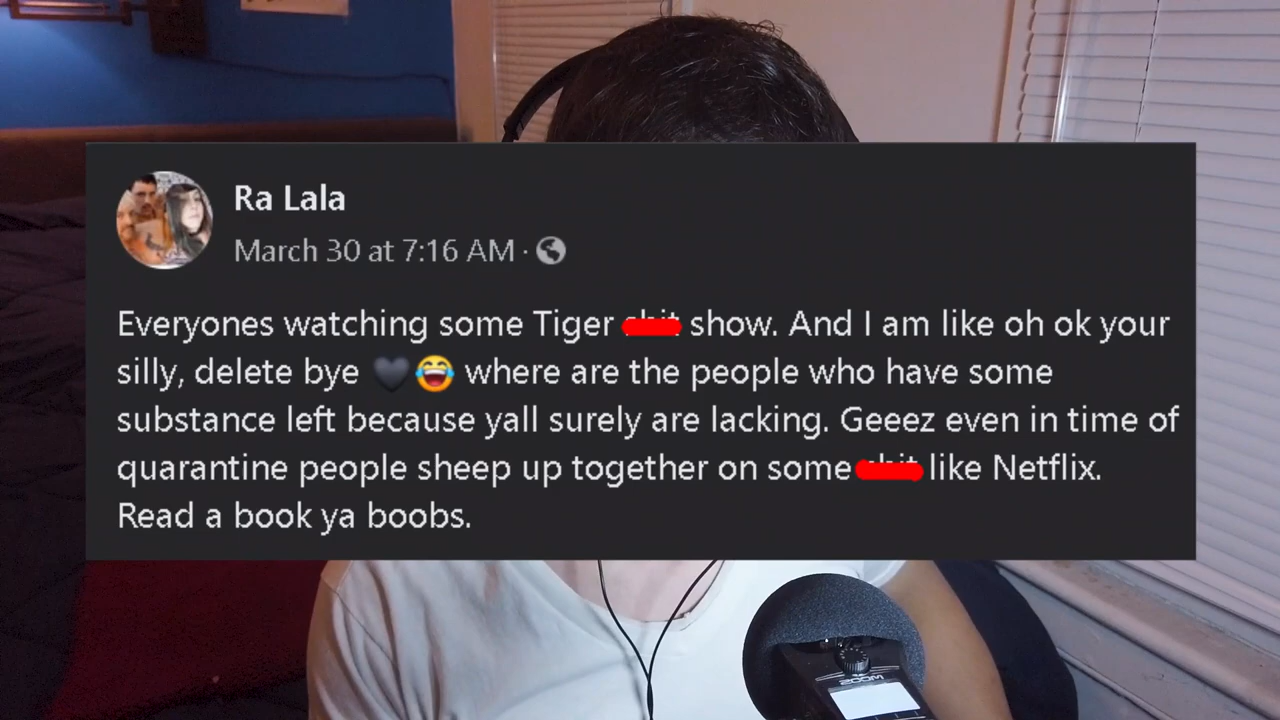 Ra Lala
March 30 at 7:16 AM ·
Everyones watching some Tiger show. And I am like oh ok your
silly, delete bye 🖤😂 where are the people who have some
substance left because yall surely are lacking. Geeez even in time of
quarantine people sheep up together on some like Netflix.
Read a book ya boobs.
ZOOM